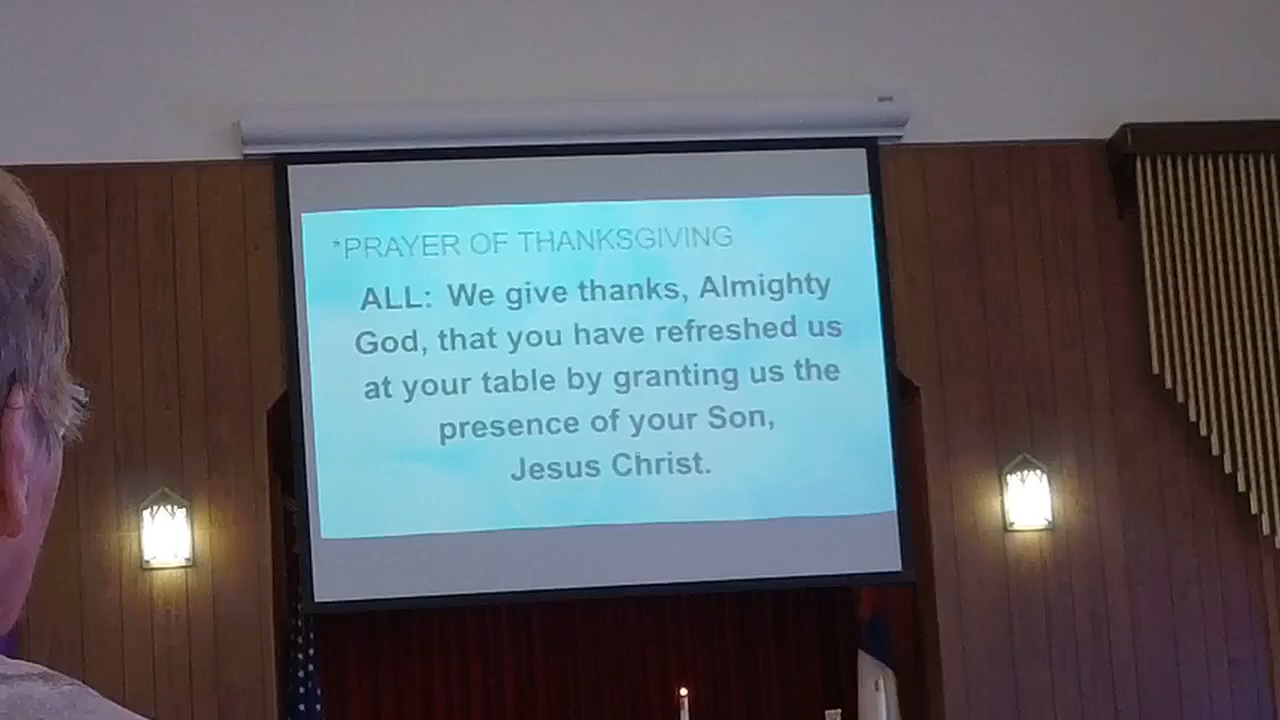 *PRAYER OF THANKSGIVING
ALL: We give thanks, Almighty
God, that you have refreshed us
at your table by granting us the
presence of your Son,
Jesus Christ.